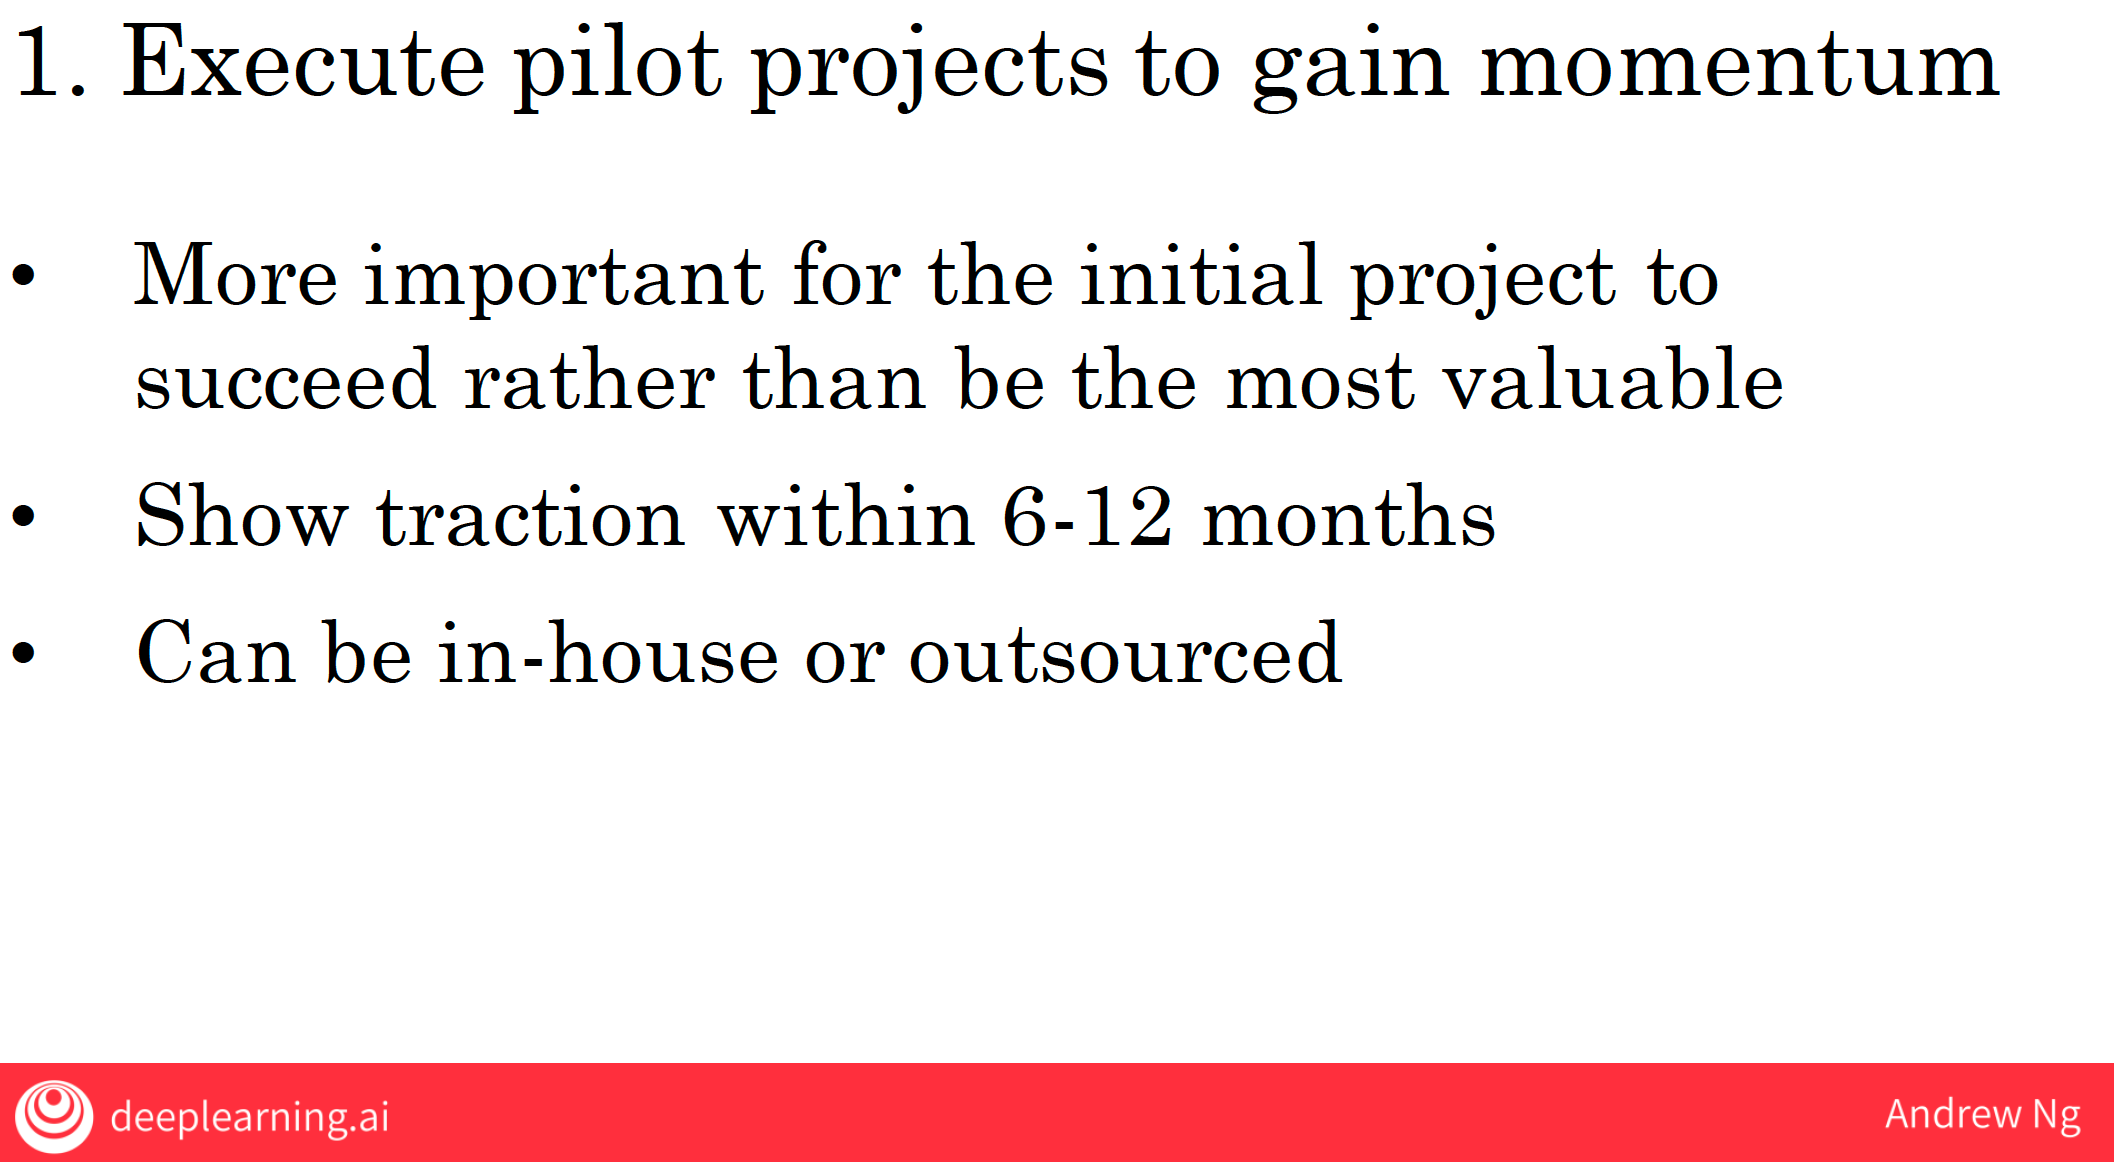 1. Execute pilot projects to gain momentum
• More important for the initial project to
succeed rather than be the most valuable
• Show traction within 6-12 months
• Can be in-house or outsourced
deeplearning.ai
Andrew Ng